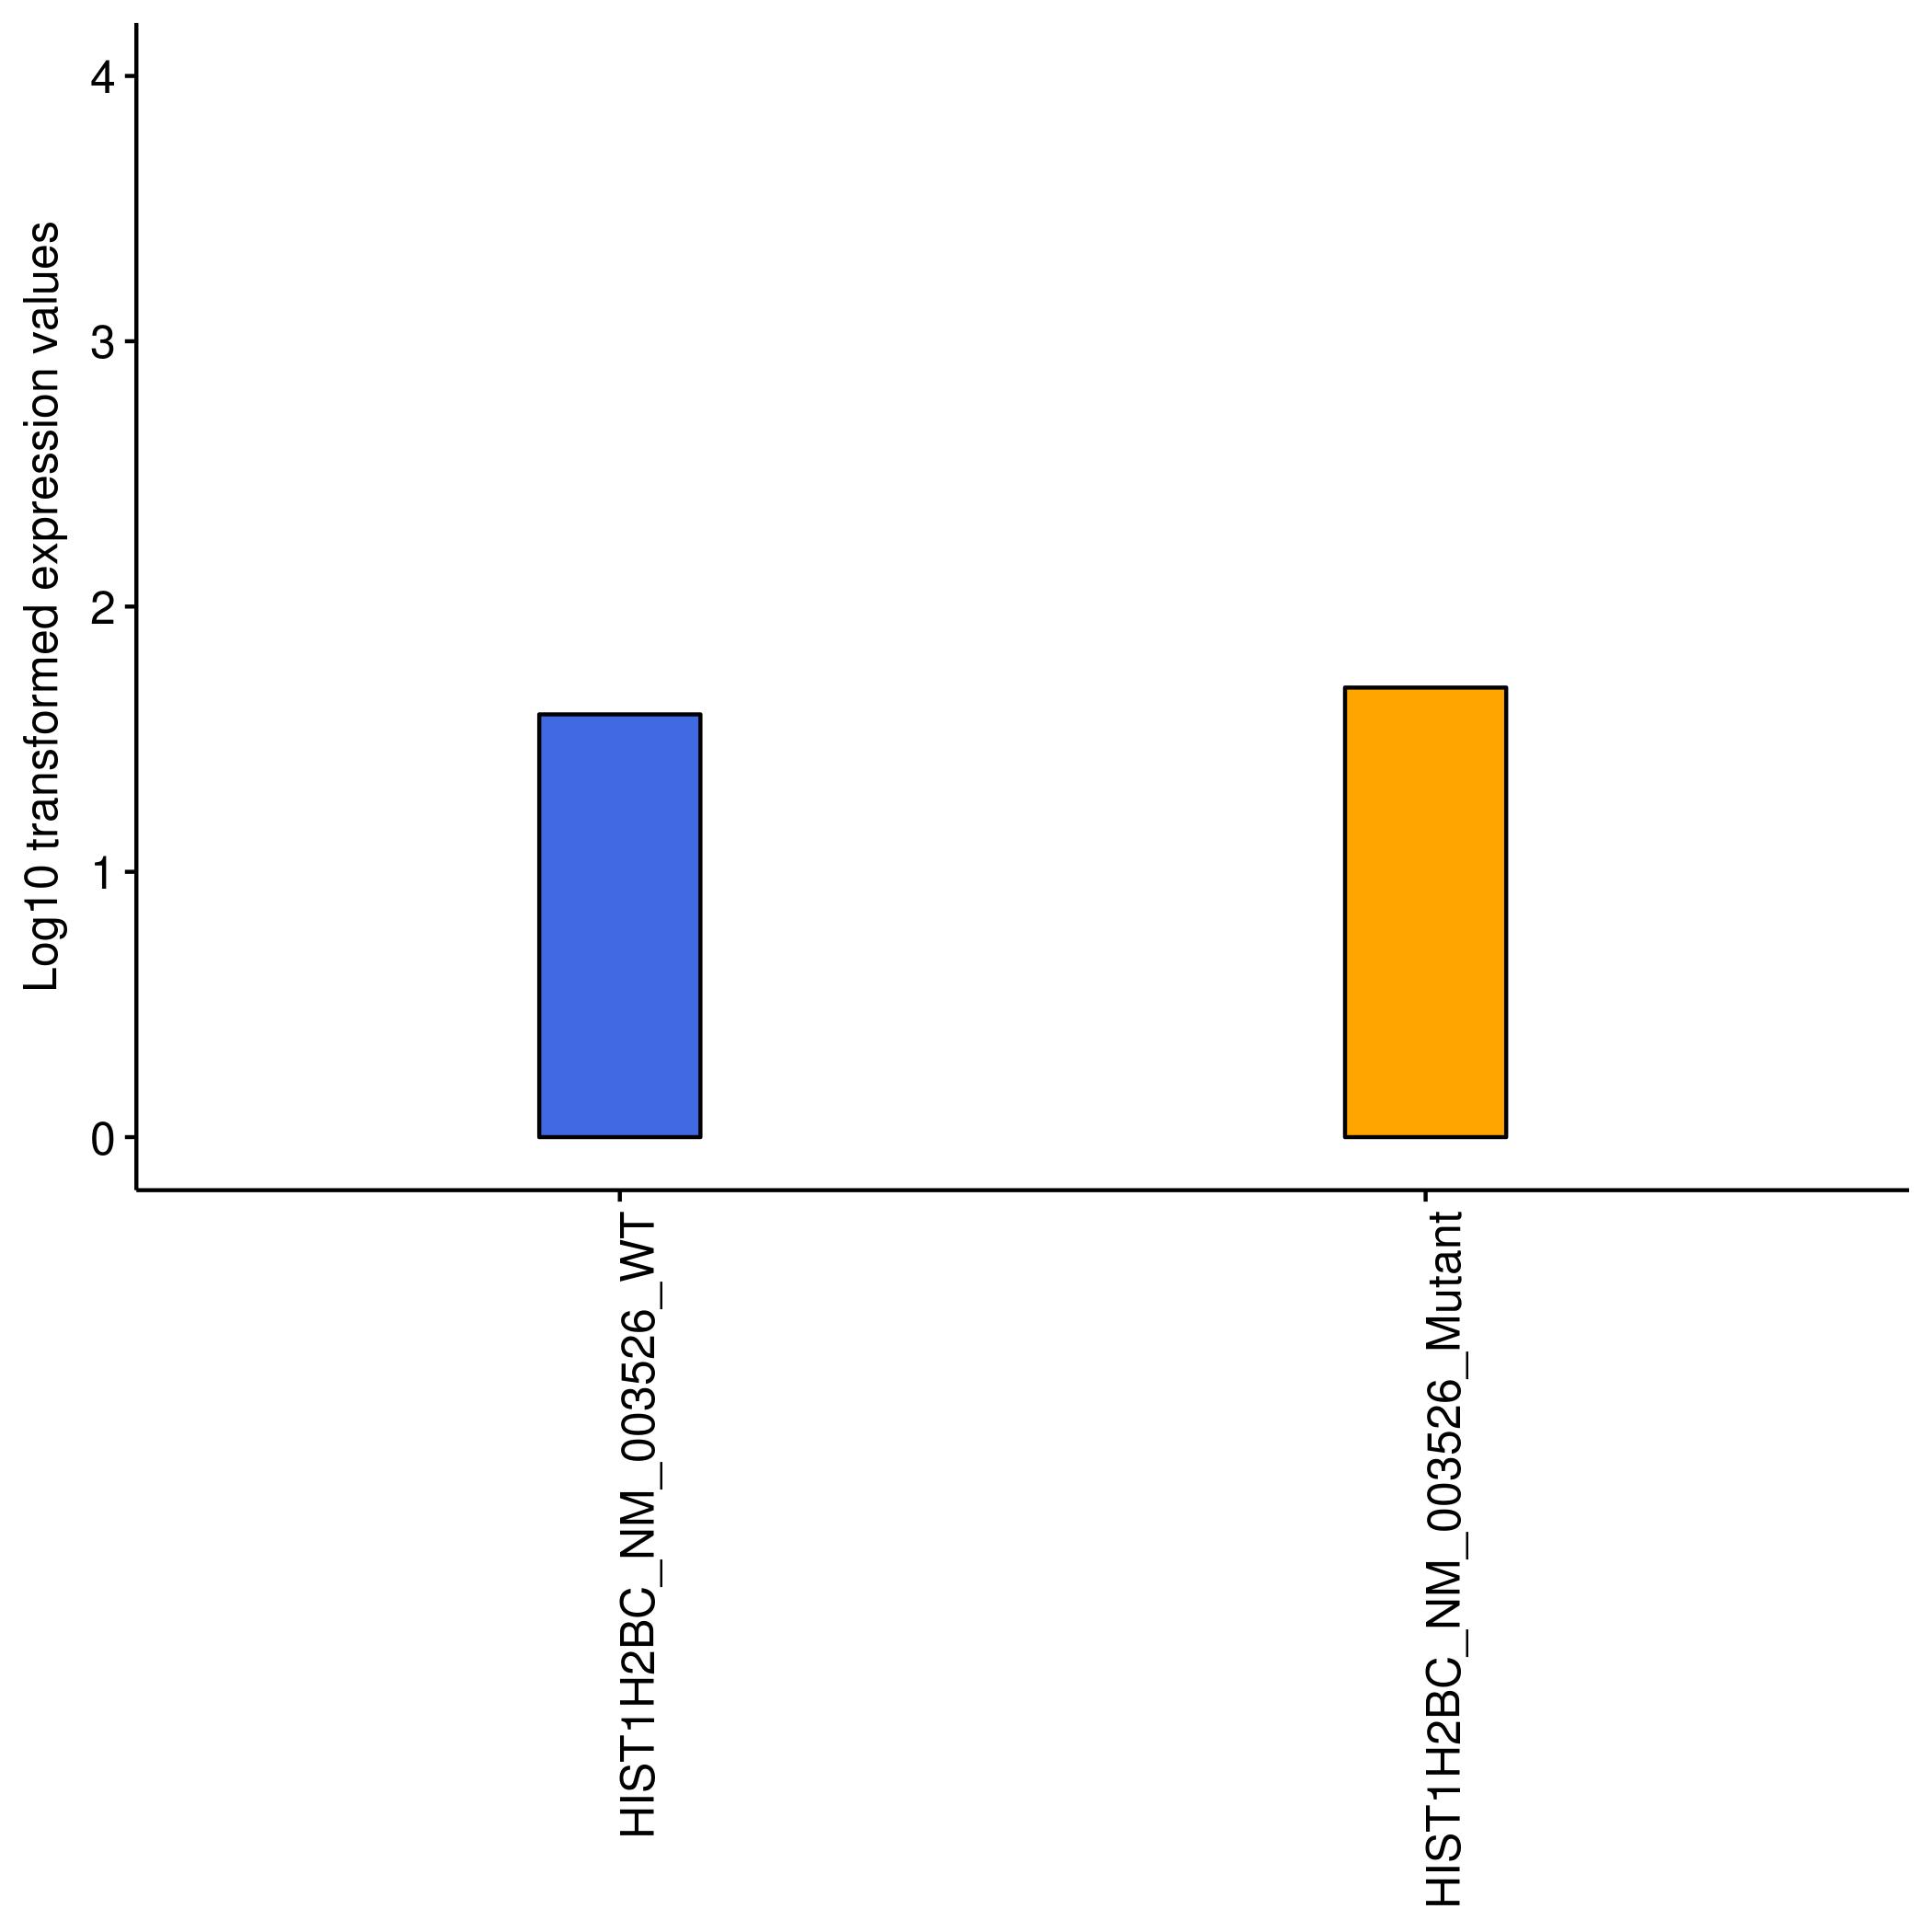 Log10 transformed expression values
4
3
2
1
0
HIST1H2BC_NM_003526_WT
HIST1H2BC_NM_003526_Mutant